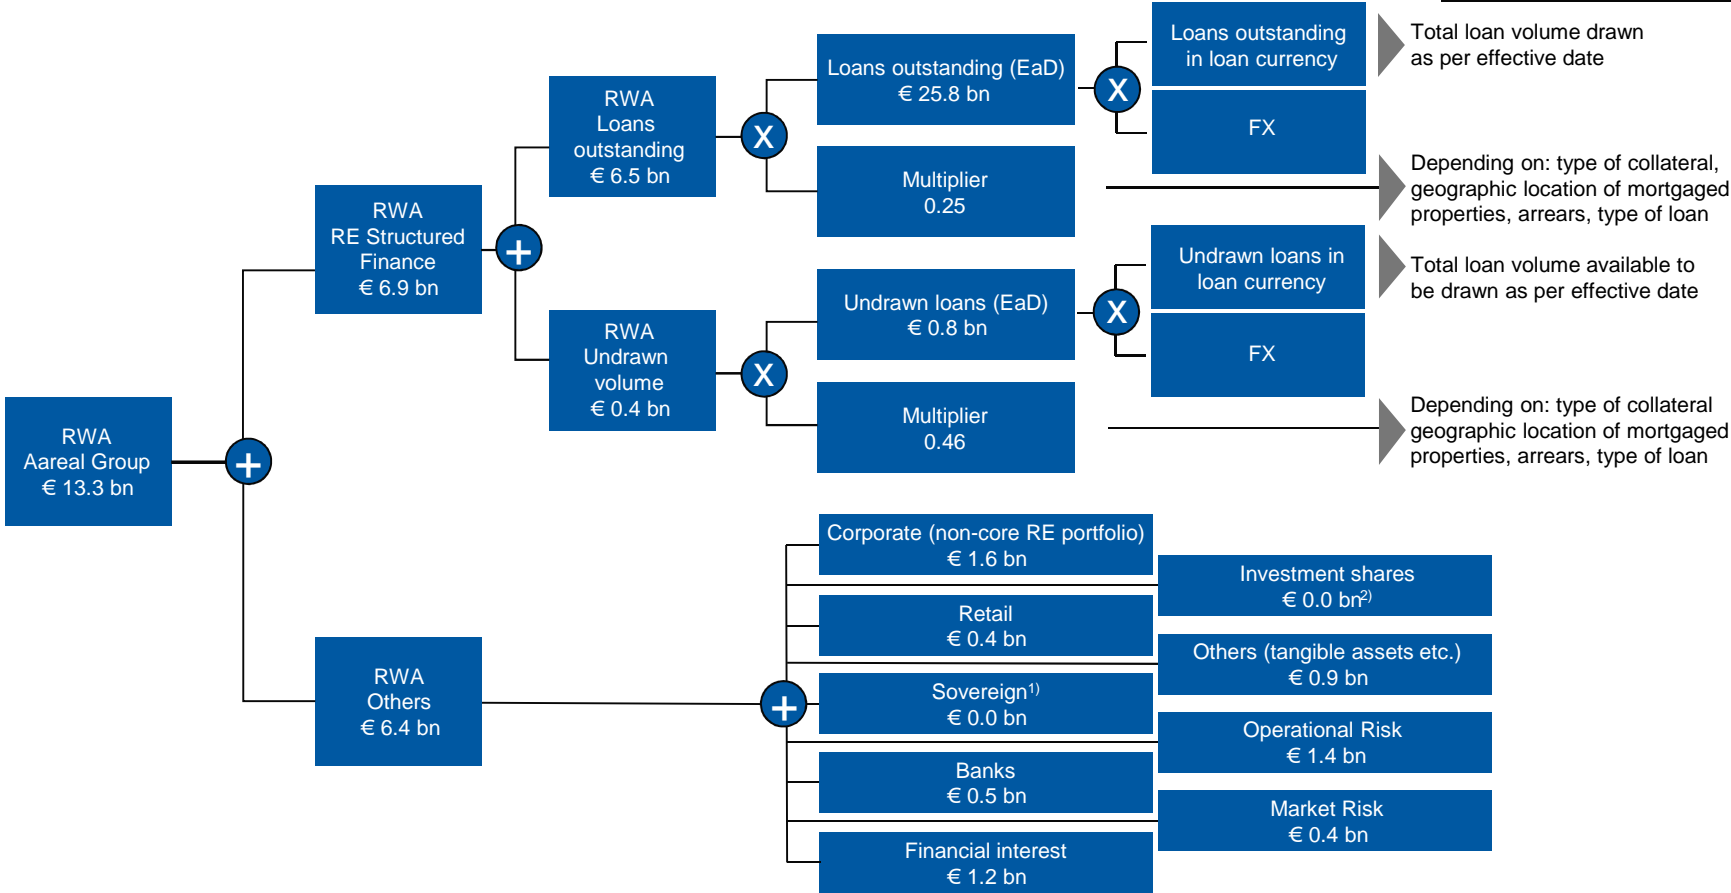 RWA
Aareal Group
€ 13.3 bn
+
RWA
RE Structured
Finance
€ 6.9 bn
+
RWA
Loans
outstanding
€ 6.5 bn
X
Loans outstanding (EaD)
€ 25.8 bn
X
Loans outstanding
in loan currency
Total loan volume drawn
as per effective date
FX
Multiplier
0.25
Depending on: type of collateral,
geographic location of mortgaged
properties, arrears, type of loan
RWA
Undrawn
volume
€ 0.4 bn
X
Undrawn loans (EaD)
€ 0.8 bn
X
Undrawn loans in
loan currency
Total loan volume available to
be drawn as per effective date
FX
Multiplier
0.46
Depending on: type of collateral
geographic location of mortgaged
properties, arrears, type of loan
RWA
Others
€ 6.4 bn
+
Corporate (non-core RE portfolio)
€ 1.6 bn
Investment shares
€ 0.0 bn2)
Retail
€ 0.4 bn
Others (tangible assets etc.)
€ 0.9 bn
Sovereign1)
€ 0.0 bn
Operational Risk
€ 1.4 bn
Banks
€ 0.5 bn
Market Risk
€ 0.4 bn
Financial interest
€ 1.2 bn